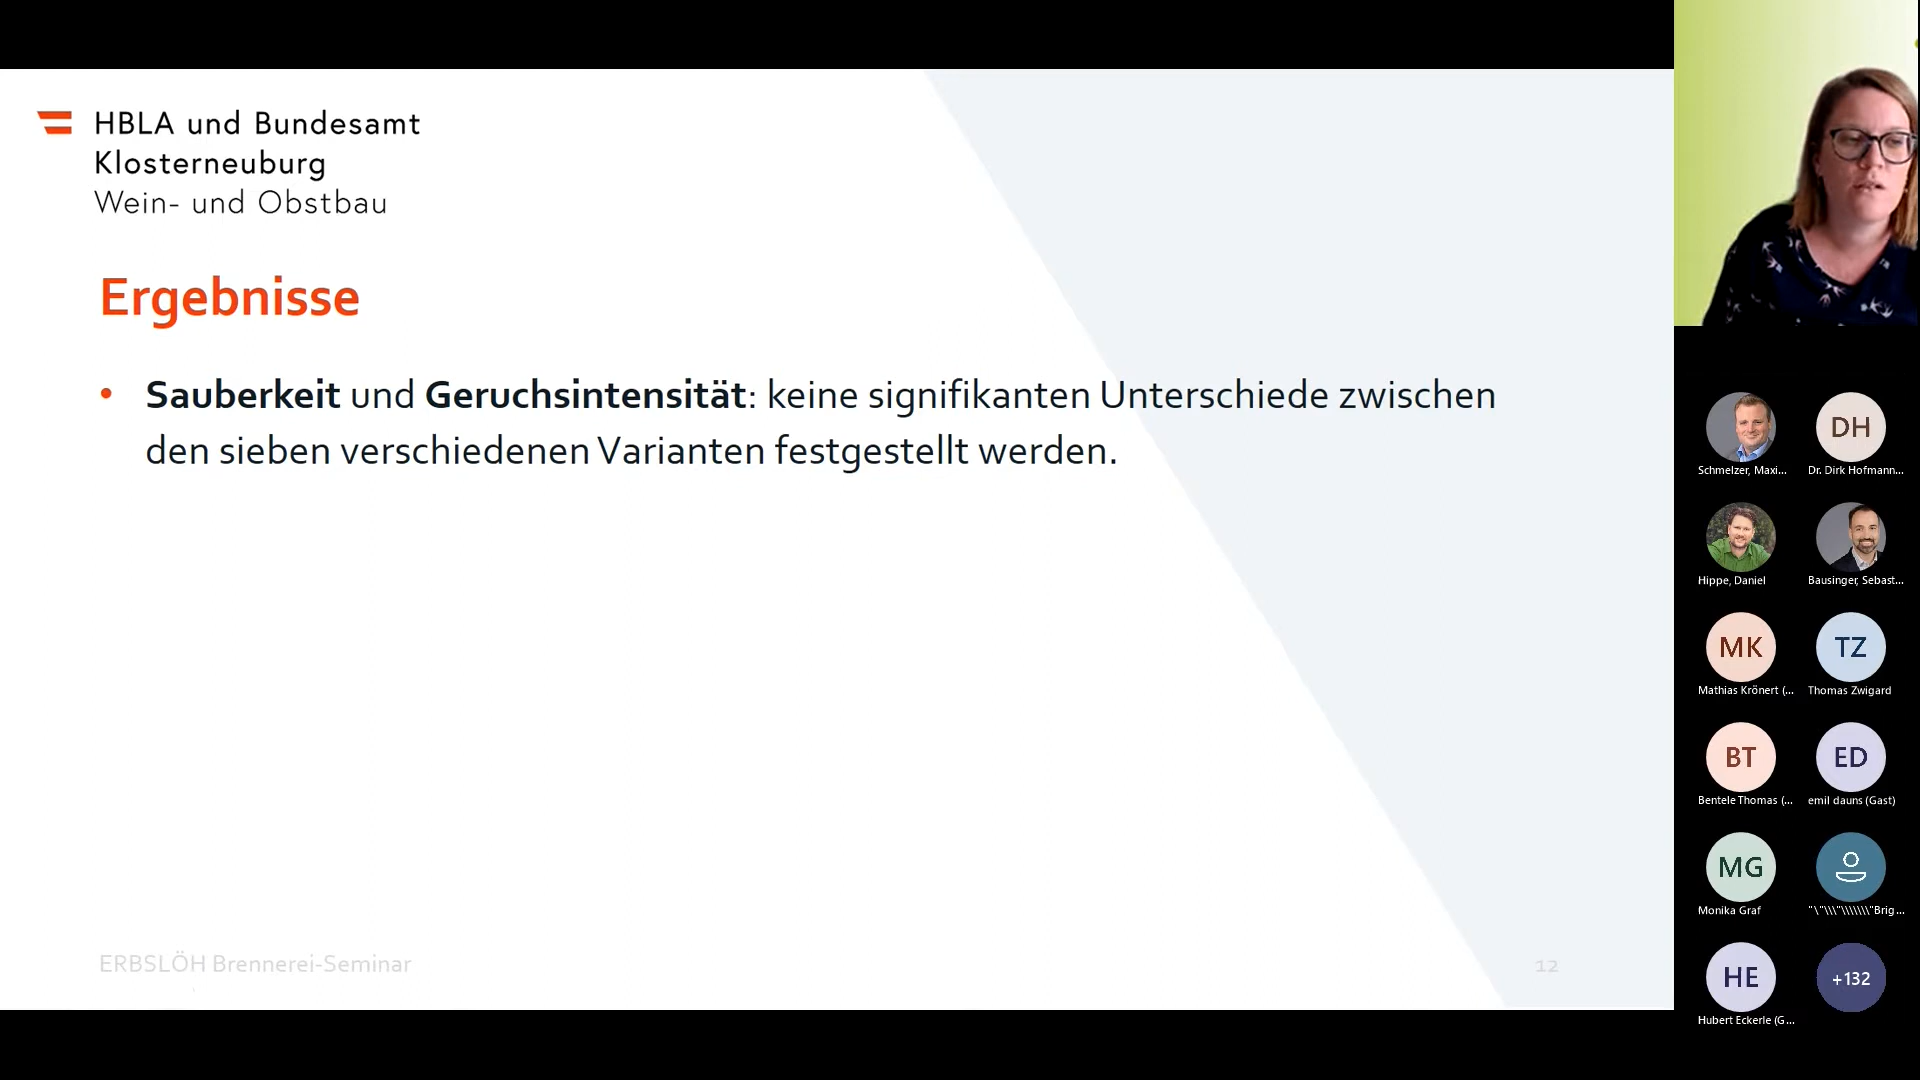 HBLA und Bundesamt
Klosterneuburg
Wein- und Obstbau
Ergebnisse
• Sauberkeit und Geruchsintensität: keine signifikanten Unterschiede zwischen
den sieben verschiedenen Varianten festgestellt werden.
ERBSLÖH Brennerei-Seminar
12
Schmelzer, Maxi...
DH
Dr. Dirk Hofmann...
Hippe, Daniel
Bausinger, Sebast...
MK
Mathias Krönert (...
TZ
Thomas Zwigard
BT
Bentele Thomas (...
ED
emil dauns (Gast)
MG
Monika Graf
"\"\\\"\\\\\\\"Brig...
HE
Hubert Eckerle (G...
+132